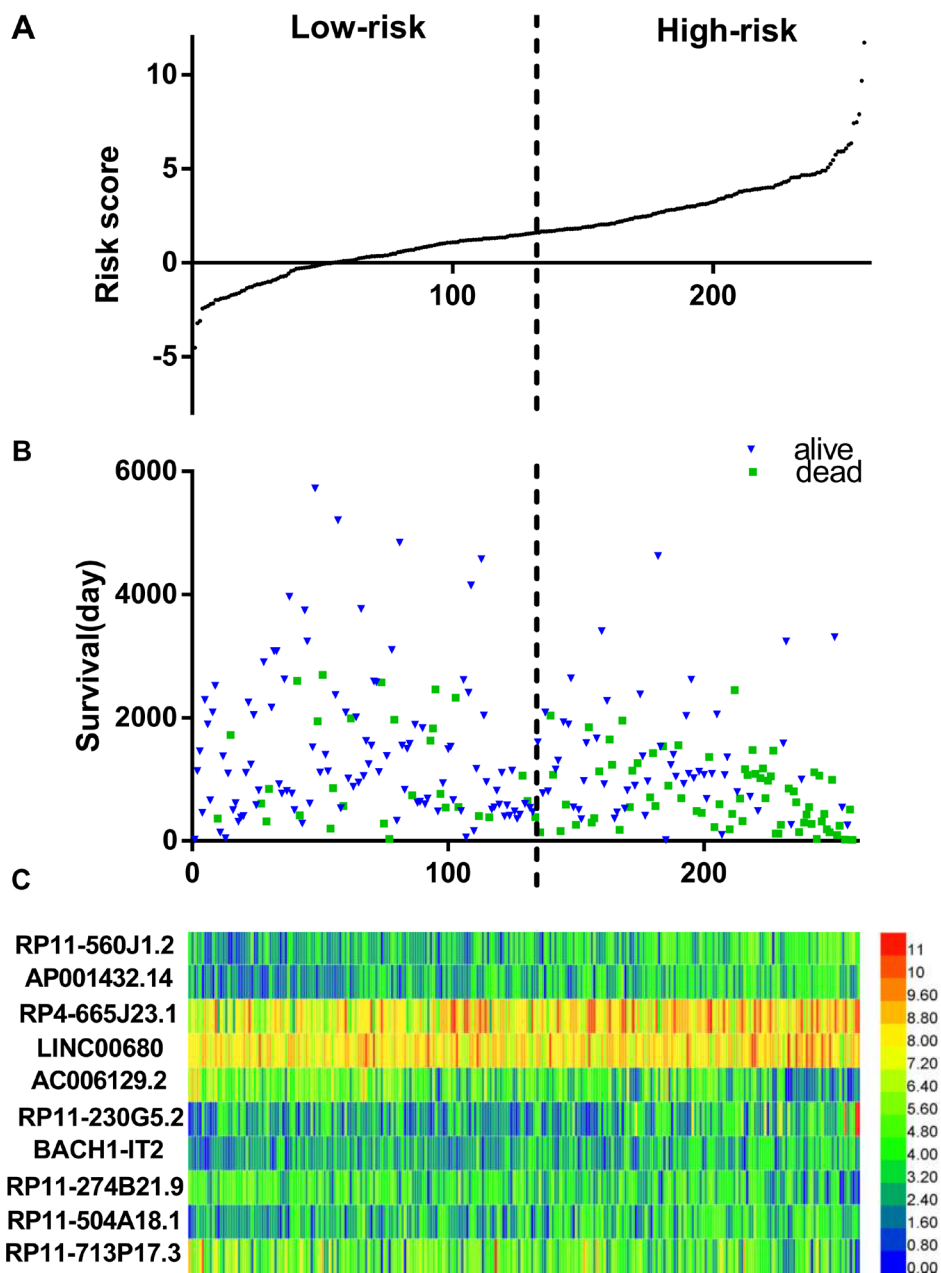 A
Low-risk
High-risk
Risk score
10
5
0
-5
100
200
B
alive
dead
Survival(day)
6000
4000
2000
0
0
100
200
C
RP11-560J1.2
AP001432.14
RP4-665J23.1
LINC00680
AC006129.2
RP11-230G5.2
BACH1-IT2
RP11-274B21.9
RP11-504A18.1
RP11-713P17.3
11
10
9.60
8.80
8.00
7.20
6.40
5.60
4.80
4.00
3.20
2.40
1.60
0.80
0.00